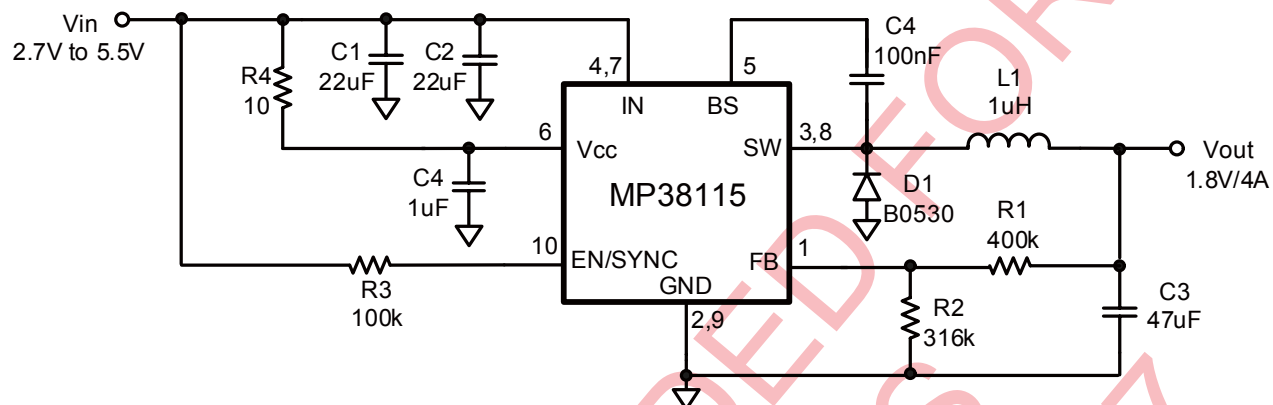 Vin
2.7V to 5.5V
R4
10
C1
22uF
C2
22uF
4,7
IN
5
BS
C4
100nF
L1
1uH
6
Vcc
C4
1uF
MP38115
SW
3,8
D1
B0530
Vout
1.8V/4A
R1
400k
10
EN/SYNC
R3
100k
FB
1
GND
2,9
R2
316k
C3
47uF
DED FOR